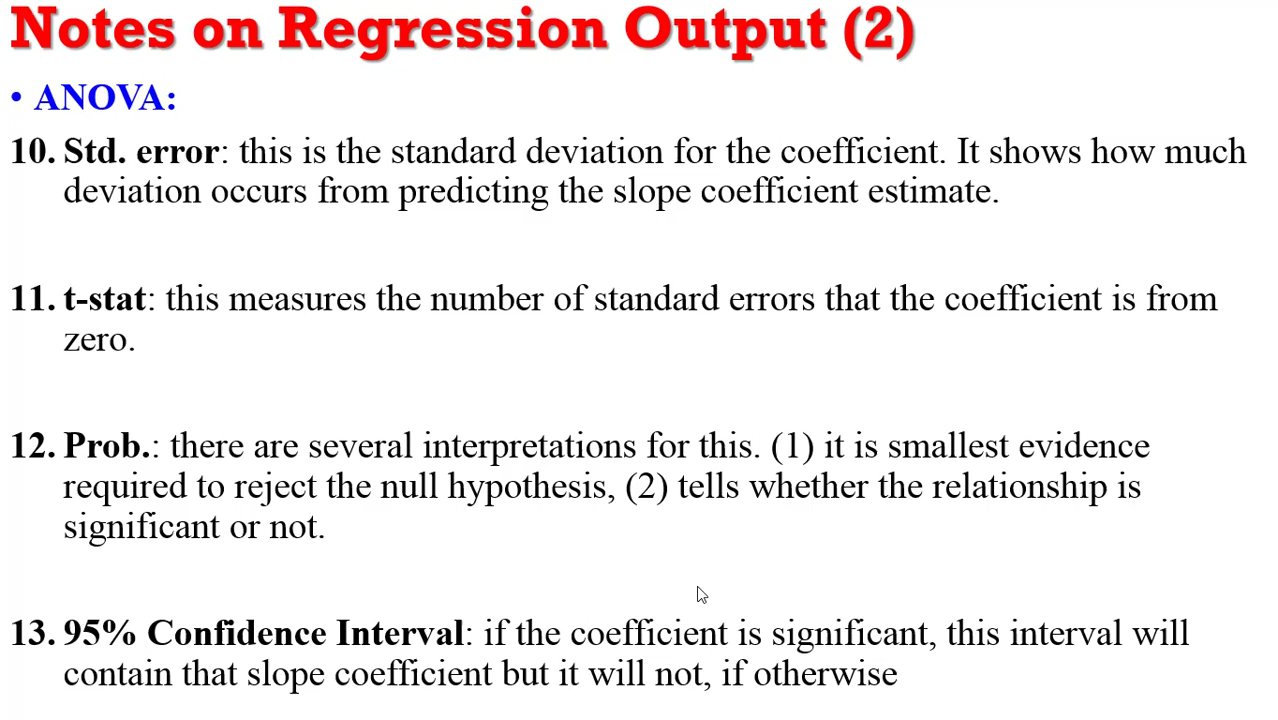 Notes on Regression Output (2)
• ANOVA:
10. Std. error: this is the standard deviation for the coefficient. It shows how much
deviation occurs from predicting the slope coefficient estimate.
11. t-stat: this measures the number of standard errors that the coefficient is from
zero.
12. Prob.: there are several interpretations for this. (1) it is smallest evidence
required to reject the null hypothesis, (2) tells whether the relationship is
significant or not.
13. 95% Confidence Interval: if the coefficient is significant, this interval will
contain that slope coefficient but it will not, if otherwise